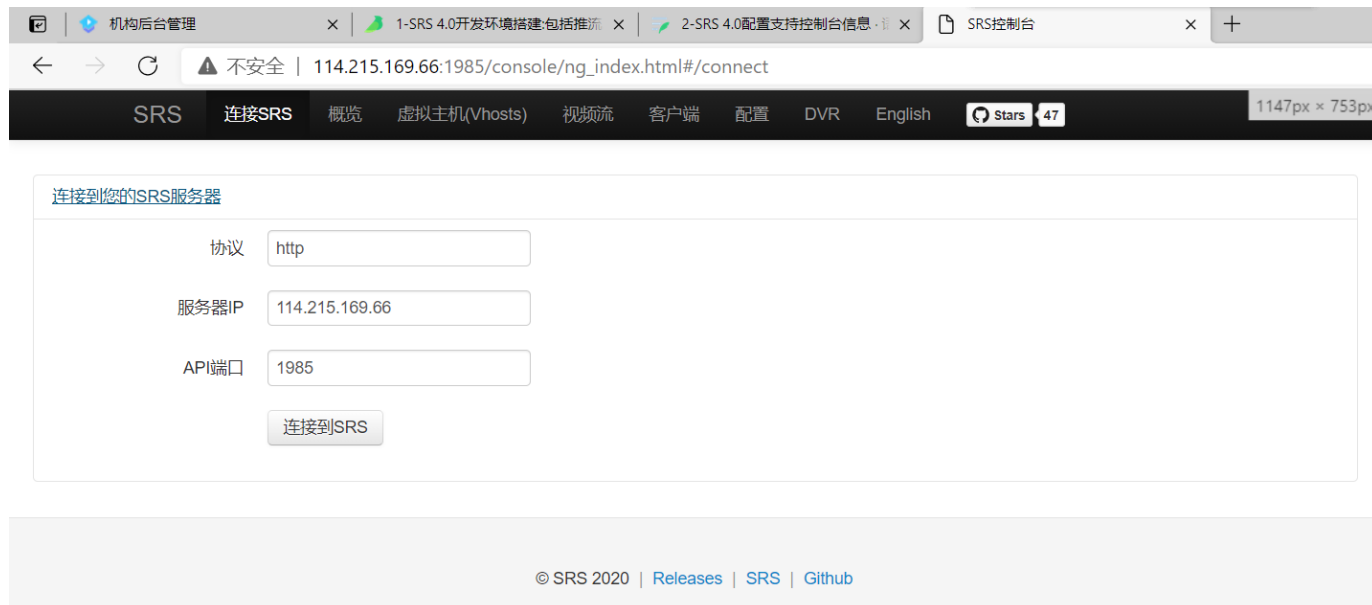 机构后台管理
1-SRS 4.0开发环境搭建:包括推流
2-SRS 4.0配置支持控制台信息 ·
SRS控制台
不安全 | 114.215.169.66:1985/console/ng_index.html#/connect
SRS 连接SRS 概览 虚拟主机(Vhosts) 视频流 客户端 配置 DVR English Stars 47
1147px × 753px
连接到您的SRS服务器
协议 http
服务器IP 114.215.169.66
API端口 1985
连接到SRS
© SRS 2020 | Releases | SRS | Github